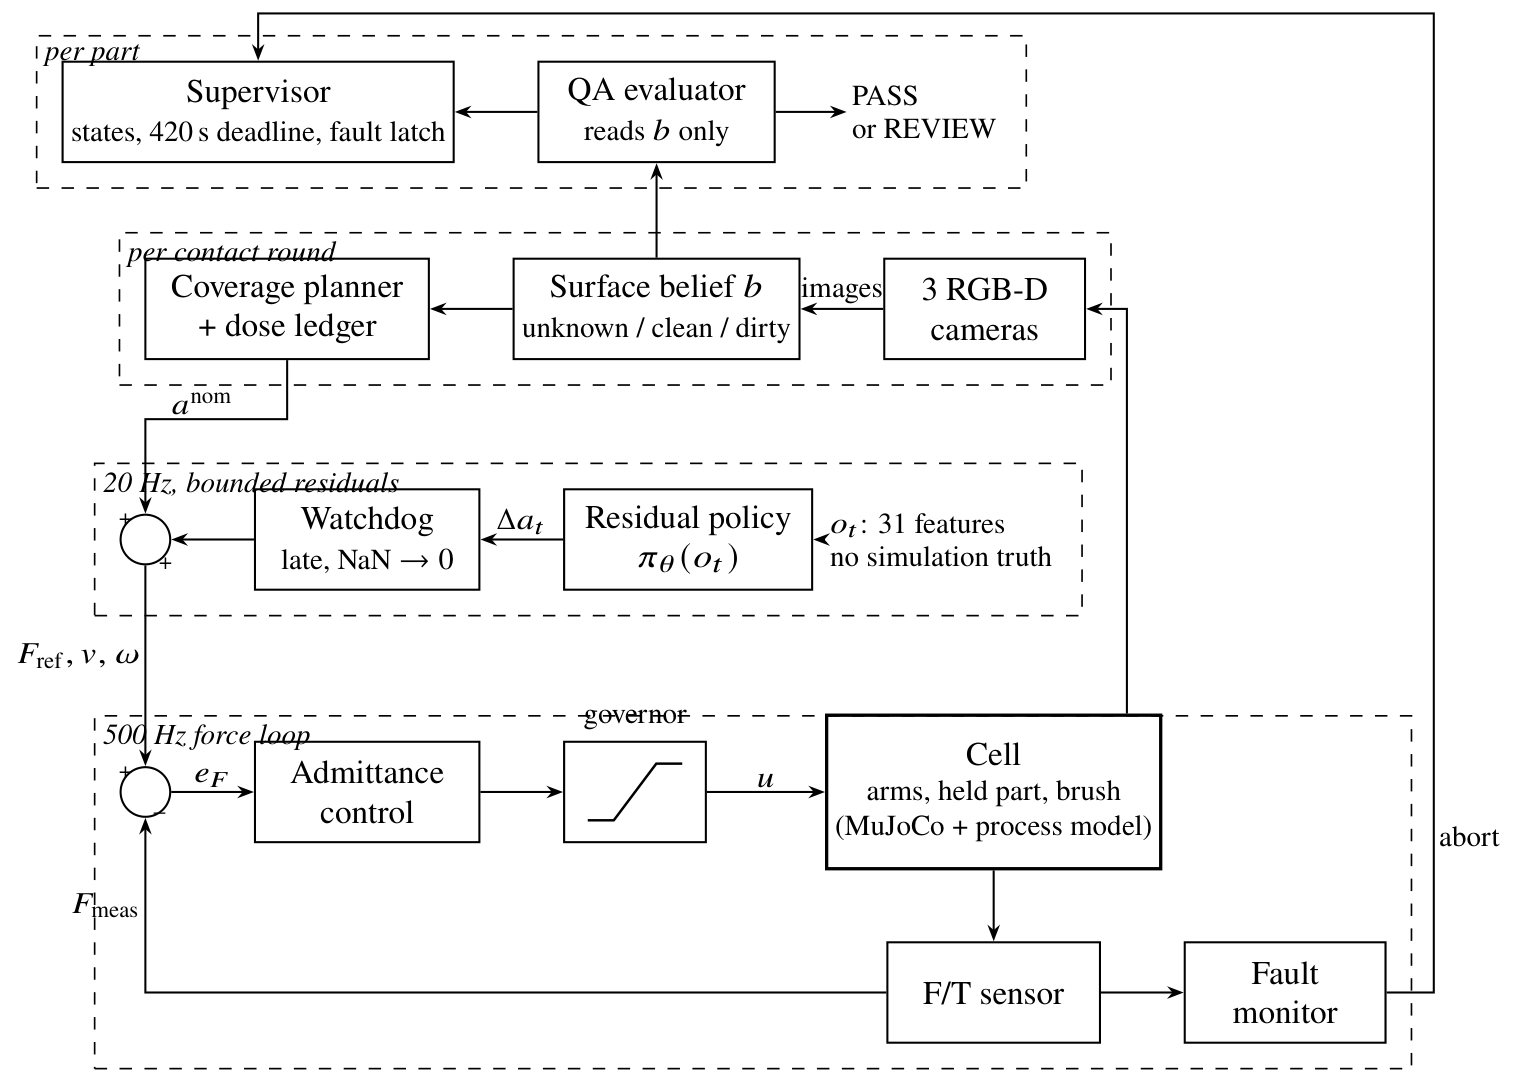 per part
Supervisor
states, 420 s deadline, fault latch
QA evaluator
reads b only
PASS
or REVIEW
per contact round
Coverage planner
+ dose ledger
Surface belief b
unknown / clean / dirty
images
3 RGB-D
cameras
a^nom
20 Hz, bounded residuals
+
+
Watchdog
late, NaN → 0
Δa_t
Residual policy
π_θ(o_t)
o_t: 31 features
no simulation truth
F_ref, v, ω
500 Hz force loop
+
−
e_F
Admittance
control
governor
u
Cell
arms, held part, brush
(MuJoCo + process model)
abort
F_meas
F/T sensor
Fault
monitor